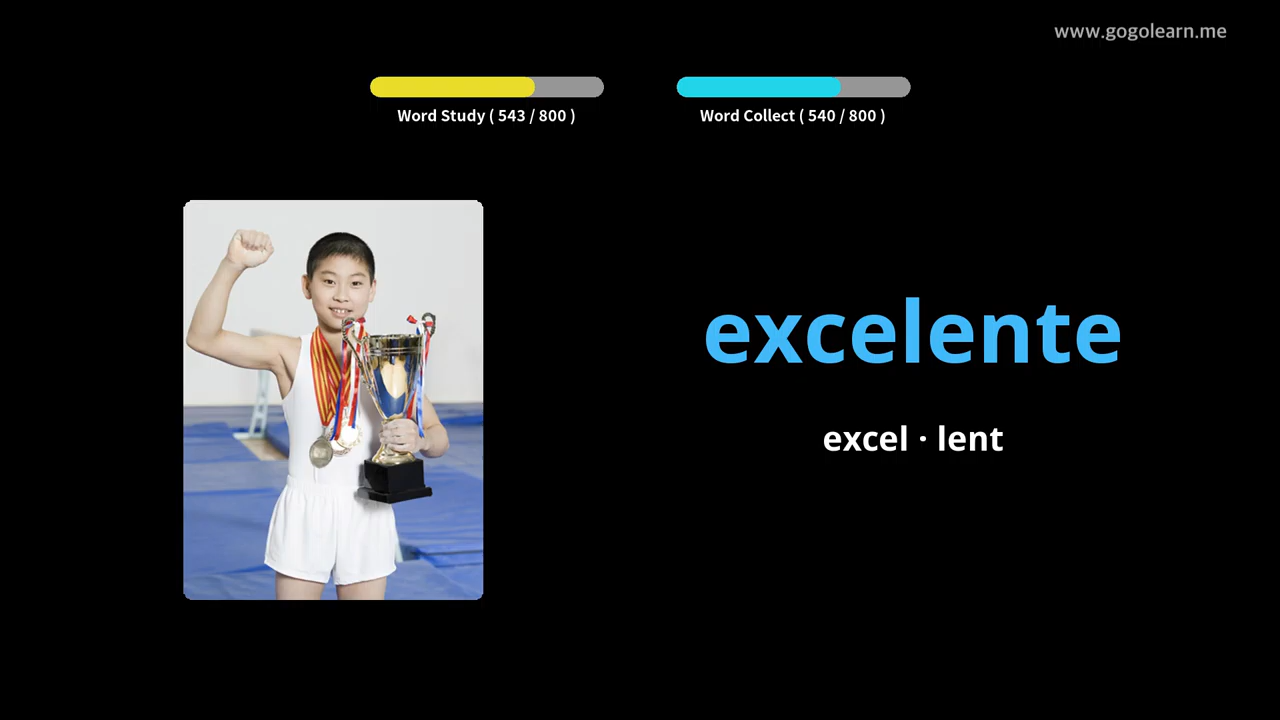 www.gogolearn.me
Word Study ( 543 / 800 )
Word Collect ( 540 / 800 )
excelente
excel · lent